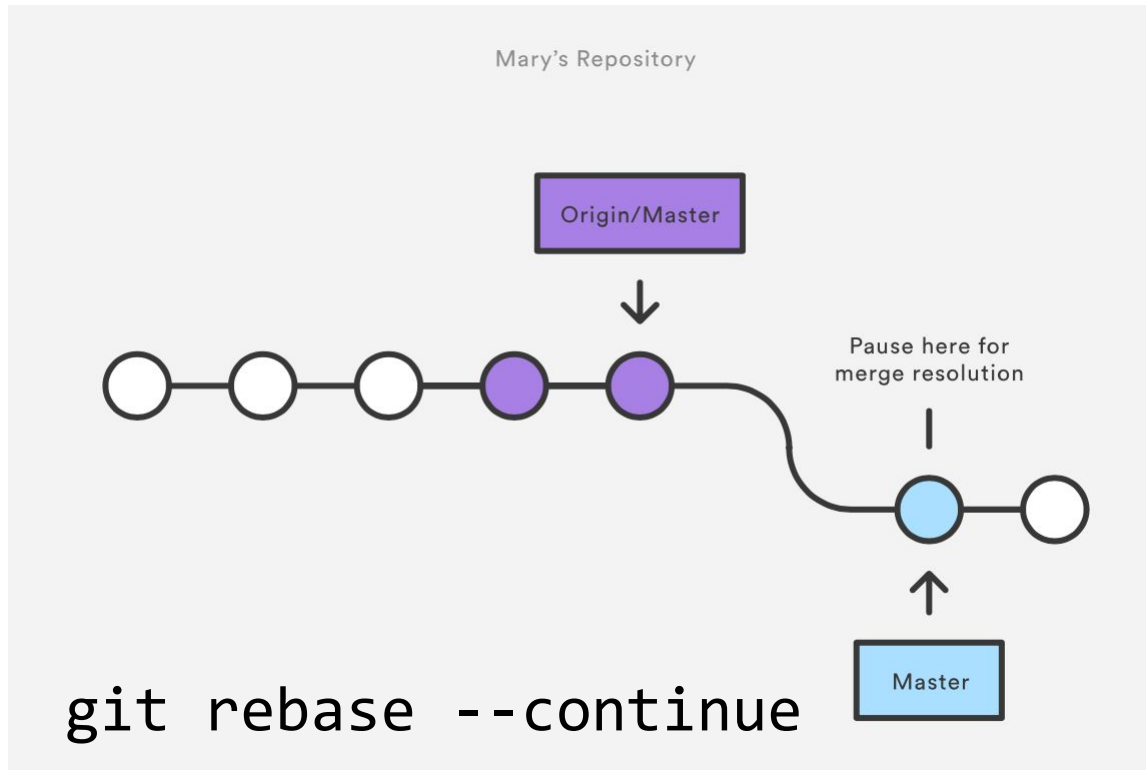 Mary’s Repository
Origin/Master
Pause here for
merge resolution
Master
git rebase --continue